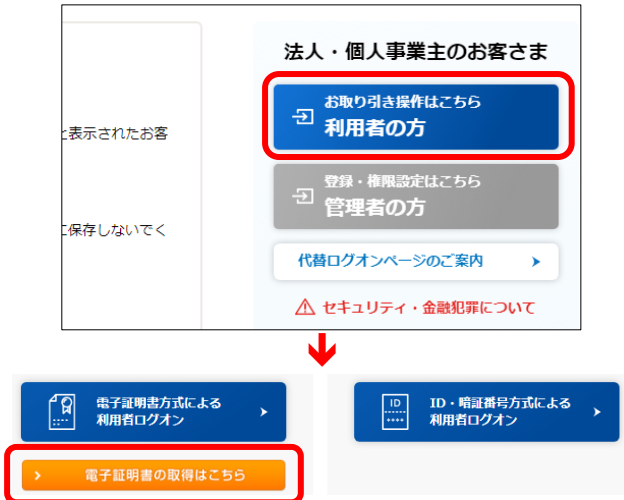 法人・個人事業主のお客さま
お取り引き操作はこちら
利用者の方
と表示されたお客
登録・権限設定はこちら
管理者の方
に保存しないでく
代替ログオンページのご案内
セキュリティ・金融犯罪について
電子証明書方式による
利用者ログオン
ID
ID・暗証番号方式による
利用者ログオン
電子証明書の取得はこちら